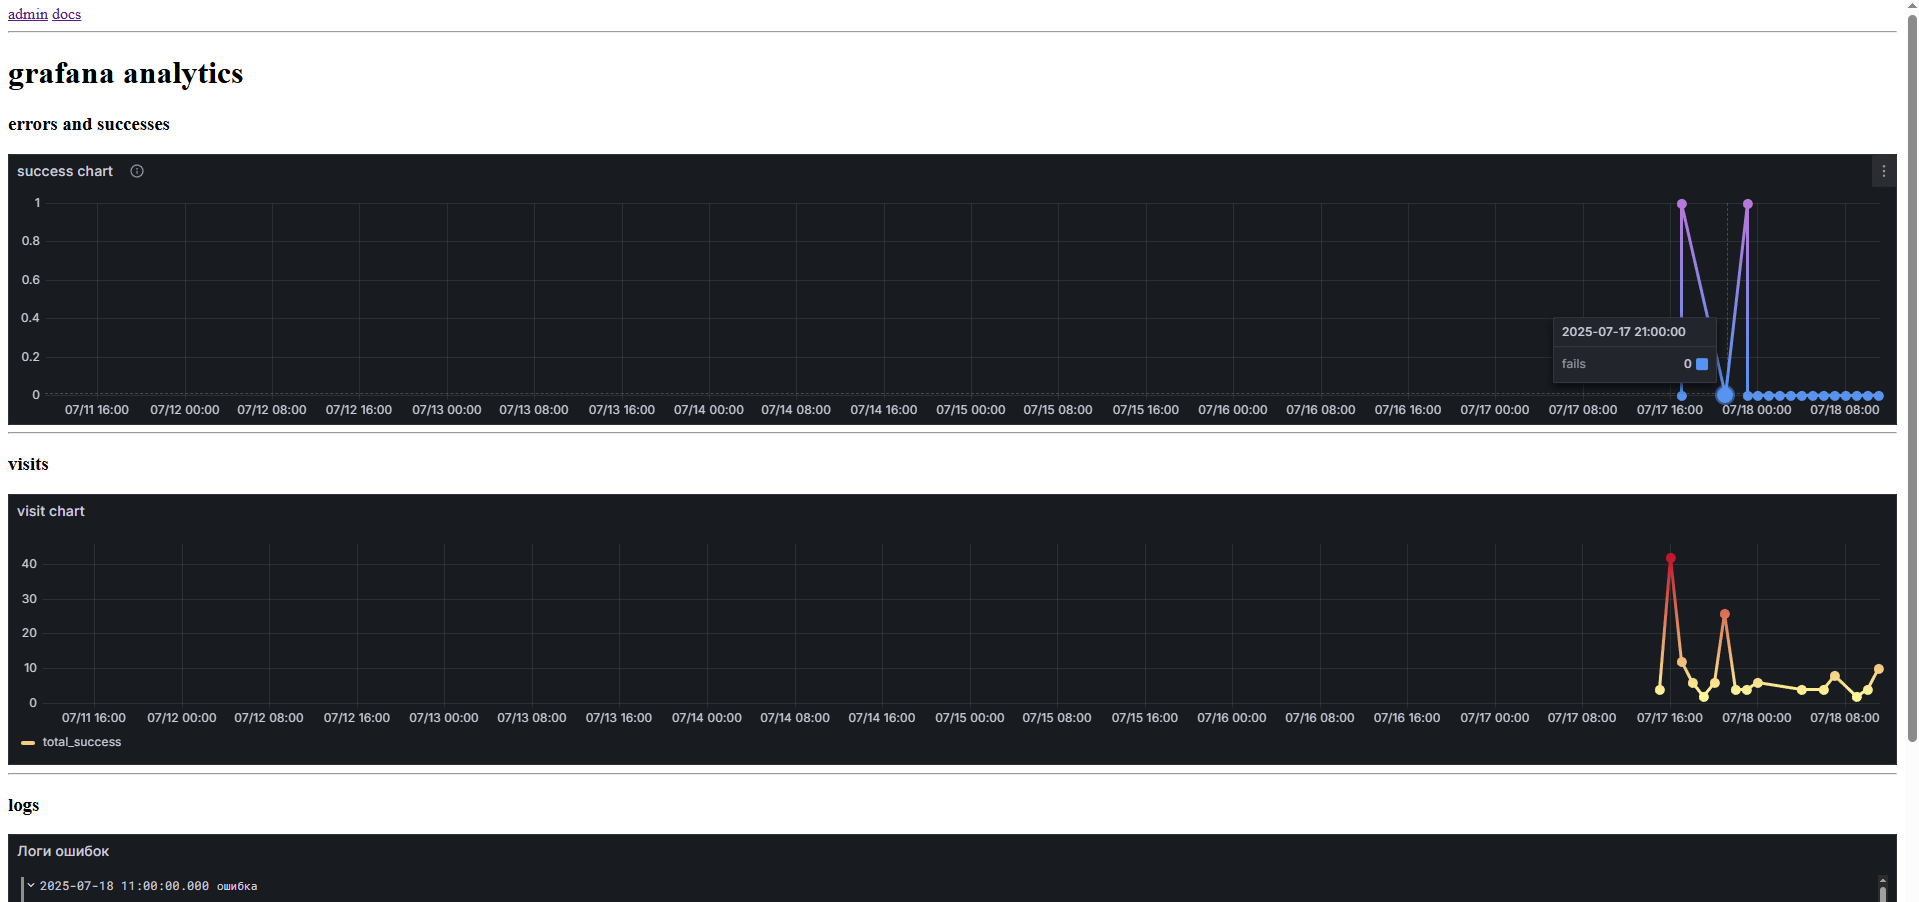 admin docs
grafana analytics
errors and successes
success chart
1
0.8
0.6
0.4
0.2
0
2025-07-17 21:00:00
fails 0
07/11 16:00 07/12 00:00 07/12 08:00 07/12 16:00 07/13 00:00 07/13 08:00 07/13 16:00 07/14 00:00 07/14 08:00 07/14 16:00 07/15 00:00 07/15 08:00 07/15 16:00 07/16 00:00 07/16 08:00 07/16 16:00 07/17 00:00 07/17 08:00 07/17 16:00 07/18 00:00 07/18 08:00
visits
visit chart
40
30
20
10
0
07/11 16:00 07/12 00:00 07/12 08:00 07/12 16:00 07/13 00:00 07/13 08:00 07/13 16:00 07/14 00:00 07/14 08:00 07/14 16:00 07/15 00:00 07/15 08:00 07/15 16:00 07/16 00:00 07/16 08:00 07/16 16:00 07/17 00:00 07/17 08:00 07/17 16:00 07/18 00:00 07/18 08:00
total_success
logs
Логи ошибок
2025-07-18 11:00:00.000 ошибка